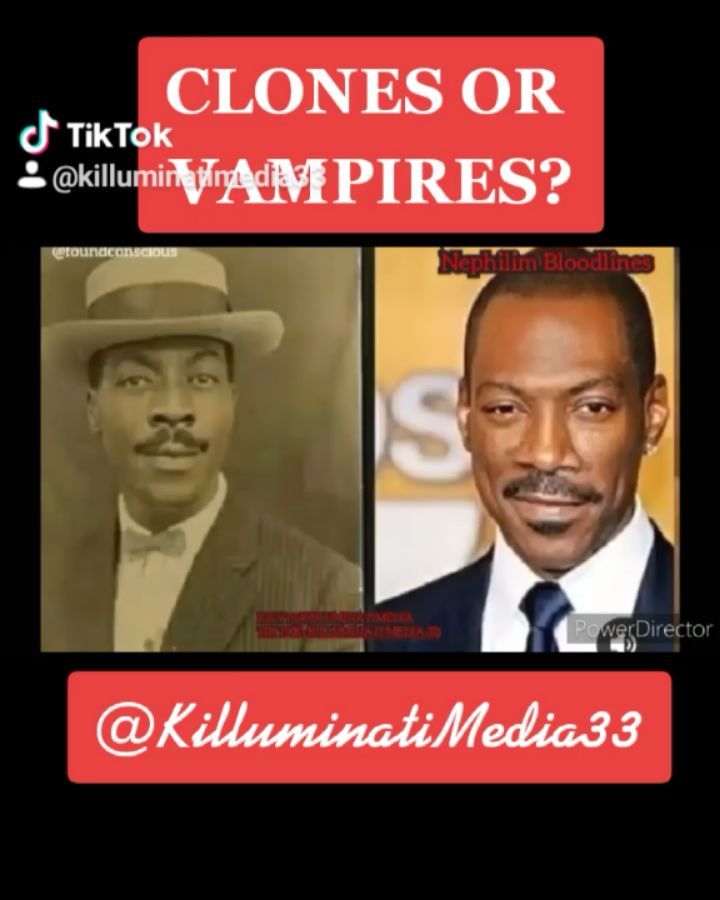 CLONES OR
TikTok
@killuminatimedia33
VAMPIRES?
@foundconscious
Nephilim Bloodlines
PowerDirector
@KilluminatiMedia33